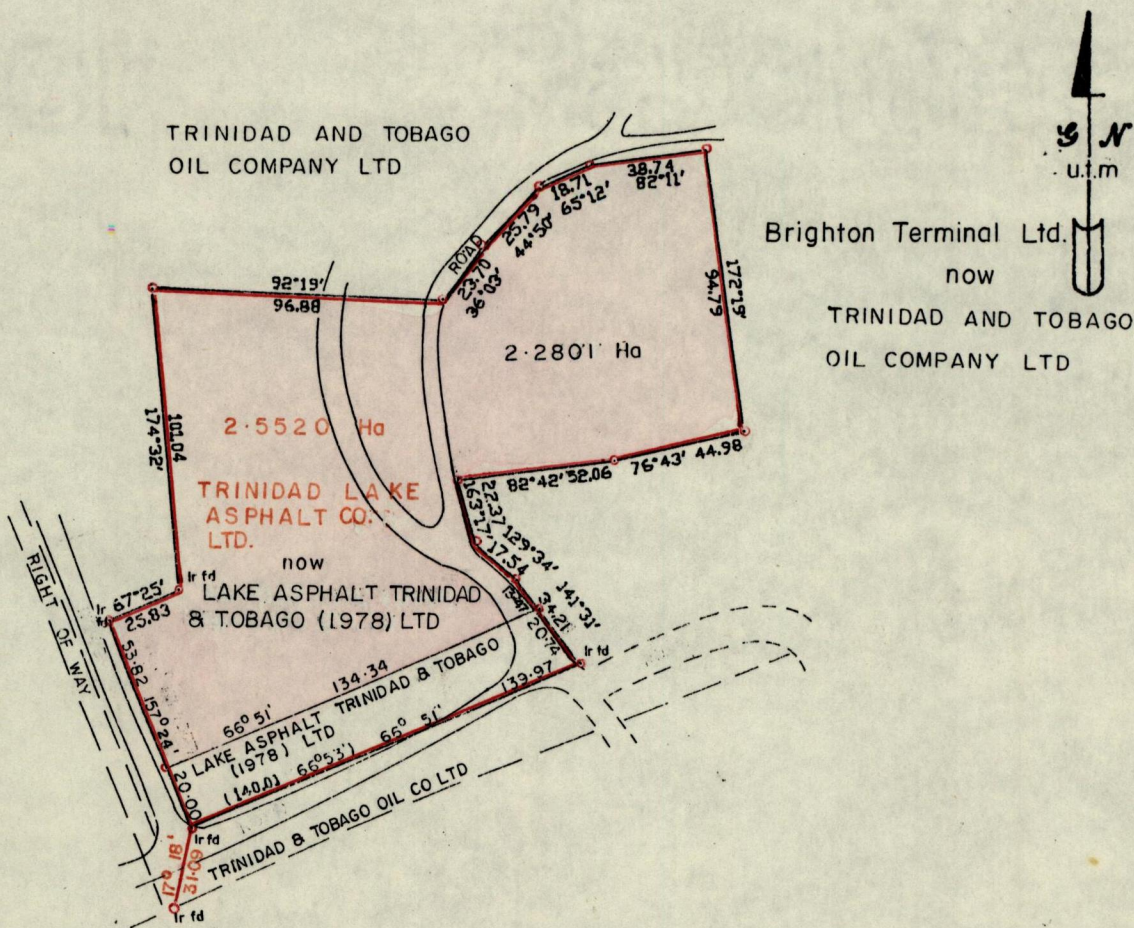 TRINIDAD AND TOBAGO
OIL COMPANY LTD
G N
u.t.m
Brighton Terminal Ltd.
now
TRINIDAD AND TOBAGO
OIL COMPANY LTD
ROAD
38.74
82°11'
18.71
65°12'
25.79
44°50'
23.70
36°03'
92°19'
96.88
172°19'
94.79
2.2801 Ha
101.04
174°32'
2.5520 Ha
TRINIDAD LAKE
ASPHALT CO.
LTD.
now
LAKE ASPHALT TRINIDAD
& TOBAGO (1978) LTD
82°42' 52.06
76°43' 44.98
22.37
163°17'
129°34'
17.54
141°31'
34.21
13.47
20.74
Ir fd
Ir fd
67°25'
25.83
Ir fd
RIGHT OF WAY
53.82 157°24'
20.00
134.34
66° 51'
LAKE ASPHALT TRINIDAD & TOBAGO
(1978) LTD
139.97
66° 51'
(140.0) 66°53'
Ir fd
TRINIDAD & TOBAGO OIL CO LTD
17° 18'
31.09
Ir fd